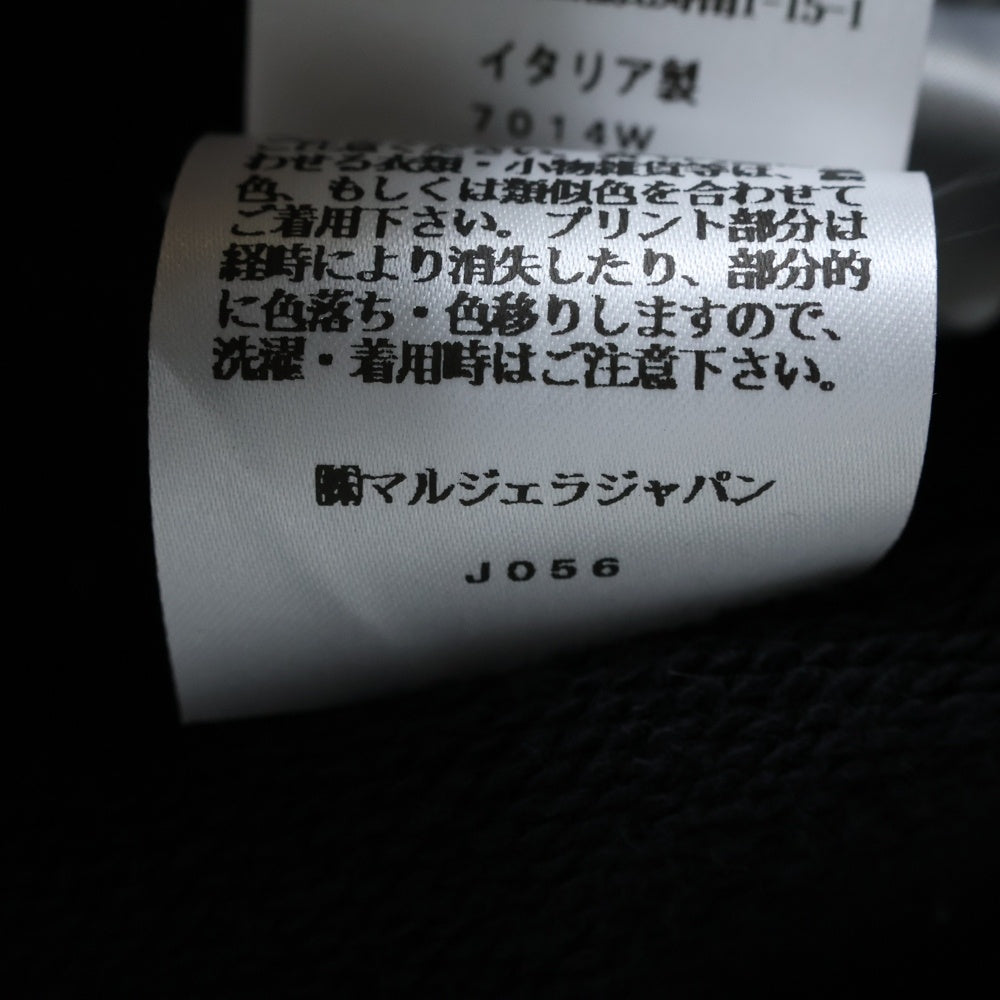 1-15-1
イタリア製
7014W
わせる衣類・小物雑貨等は、同
色、もしくは類似色を合わせて
ご着用下さい。プリント部分は
経時により消失したり、部分的
に色落ち・色移りしますので、
洗濯・着用時はご注意下さい。
㈱マルジェラジャパン
J056